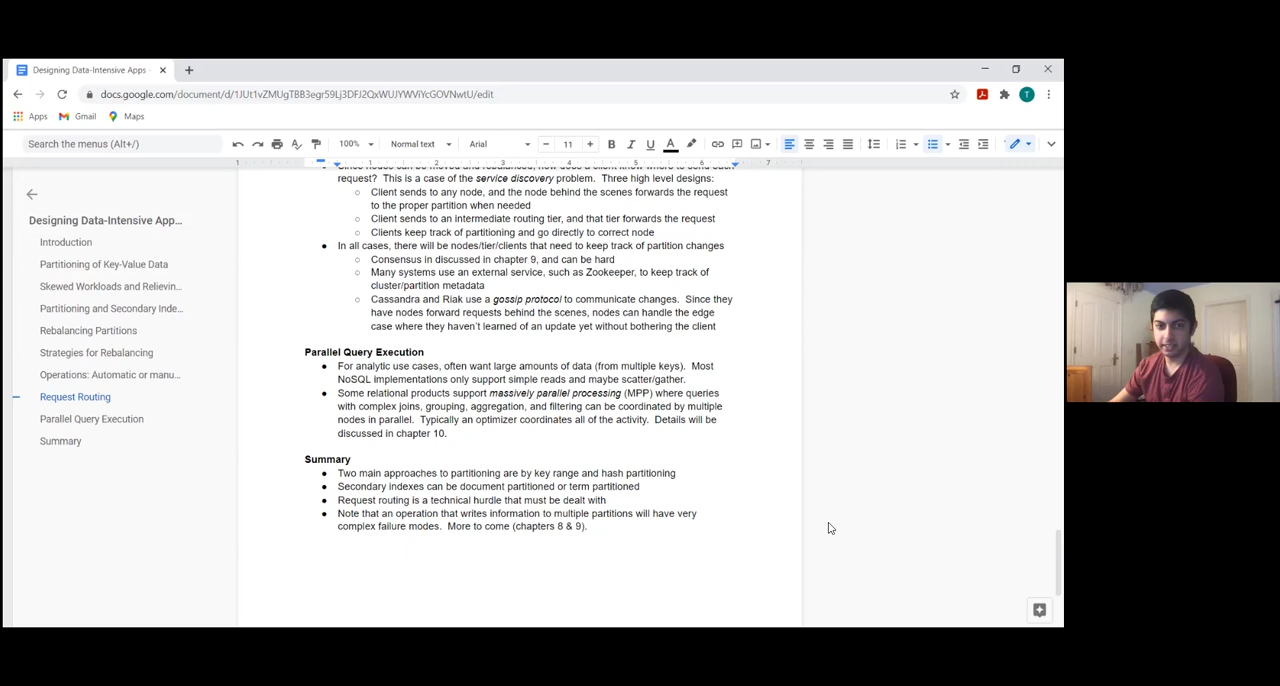 Designing Data-Intensive Apps
docs.google.com/document/d/1JUt1vZMUgTBB3egr59Lj3DFJ2QxWUJYWViYcGOVNwtU/edit
T
Apps Gmail Maps
Search the menus (Alt+/)
100% Normal text Arial 11 B I U A
1 1 2 3 4 5 6 7
request? This is a case of the service discovery problem. Three high level designs:
Designing Data-Intensive App...
Introduction
Partitioning of Key-Value Data
Skewed Workloads and Relievin...
Partitioning and Secondary Inde...
Rebalancing Partitions
Strategies for Rebalancing
Operations: Automatic or manu...
Request Routing
Parallel Query Execution
Summary
○ Client sends to any node, and the node behind the scenes forwards the request
to the proper partition when needed
○ Client sends to an intermediate routing tier, and that tier forwards the request
○ Clients keep track of partitioning and go directly to correct node
● In all cases, there will be nodes/tier/clients that need to keep track of partition changes
○ Consensus in discussed in chapter 9, and can be hard
○ Many systems use an external service, such as Zookeeper, to keep track of
cluster/partition metadata
○ Cassandra and Riak use a gossip protocol to communicate changes. Since they
have nodes forward requests behind the scenes, nodes can handle the edge
case where they haven't learned of an update yet without bothering the client
Parallel Query Execution
● For analytic use cases, often want large amounts of data (from multiple keys). Most
NoSQL implementations only support simple reads and maybe scatter/gather.
● Some relational products support massively parallel processing (MPP) where queries
with complex joins, grouping, aggregation, and filtering can be coordinated by multiple
nodes in parallel. Typically an optimizer coordinates all of the activity. Details will be
discussed in chapter 10.
Summary
● Two main approaches to partitioning are by key range and hash partitioning
● Secondary indexes can be document partitioned or term partitioned
● Request routing is a technical hurdle that must be dealt with
● Note that an operation that writes information to multiple partitions will have very
complex failure modes. More to come (chapters 8 & 9).